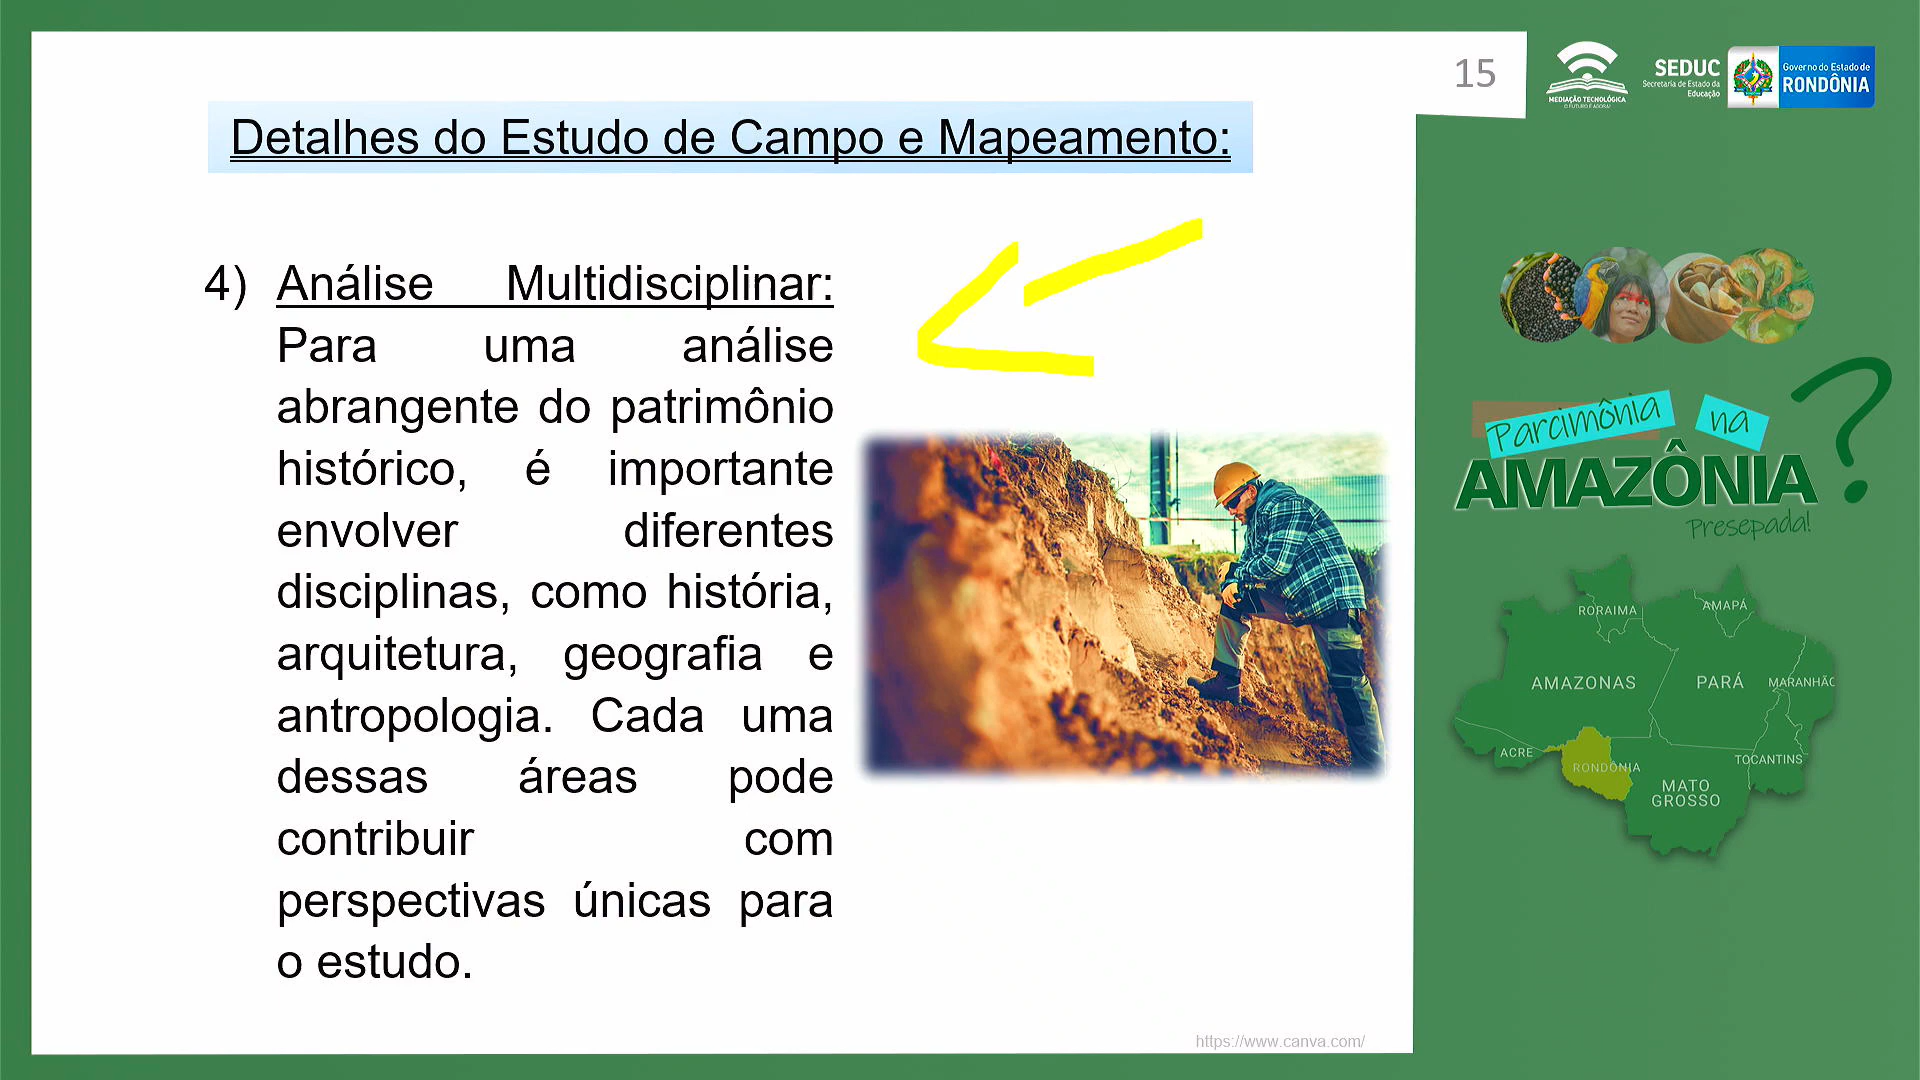 15
MEDIAÇÃO TECNOLÓGICA
O FUTURO É AGORA!
SEDUC
Secretaria de Estado da
Educação
Governo do Estado de
RONDÔNIA
Detalhes do Estudo de Campo e Mapeamento:
4) Análise Multidisciplinar:
Para uma análise
abrangente do patrimônio
histórico, é importante
envolver diferentes
disciplinas, como história,
arquitetura, geografia e
antropologia. Cada uma
dessas áreas pode
contribuir com
perspectivas únicas para
o estudo.
https://www.canva.com/
Parcimônia na
AMAZÔNIA?
Presepada!
RORAIMA
AMAPÁ
AMAZONAS
PARÁ
MARANHÃO
ACRE
RONDÔNIA
TOCANTINS
MATO
GROSSO